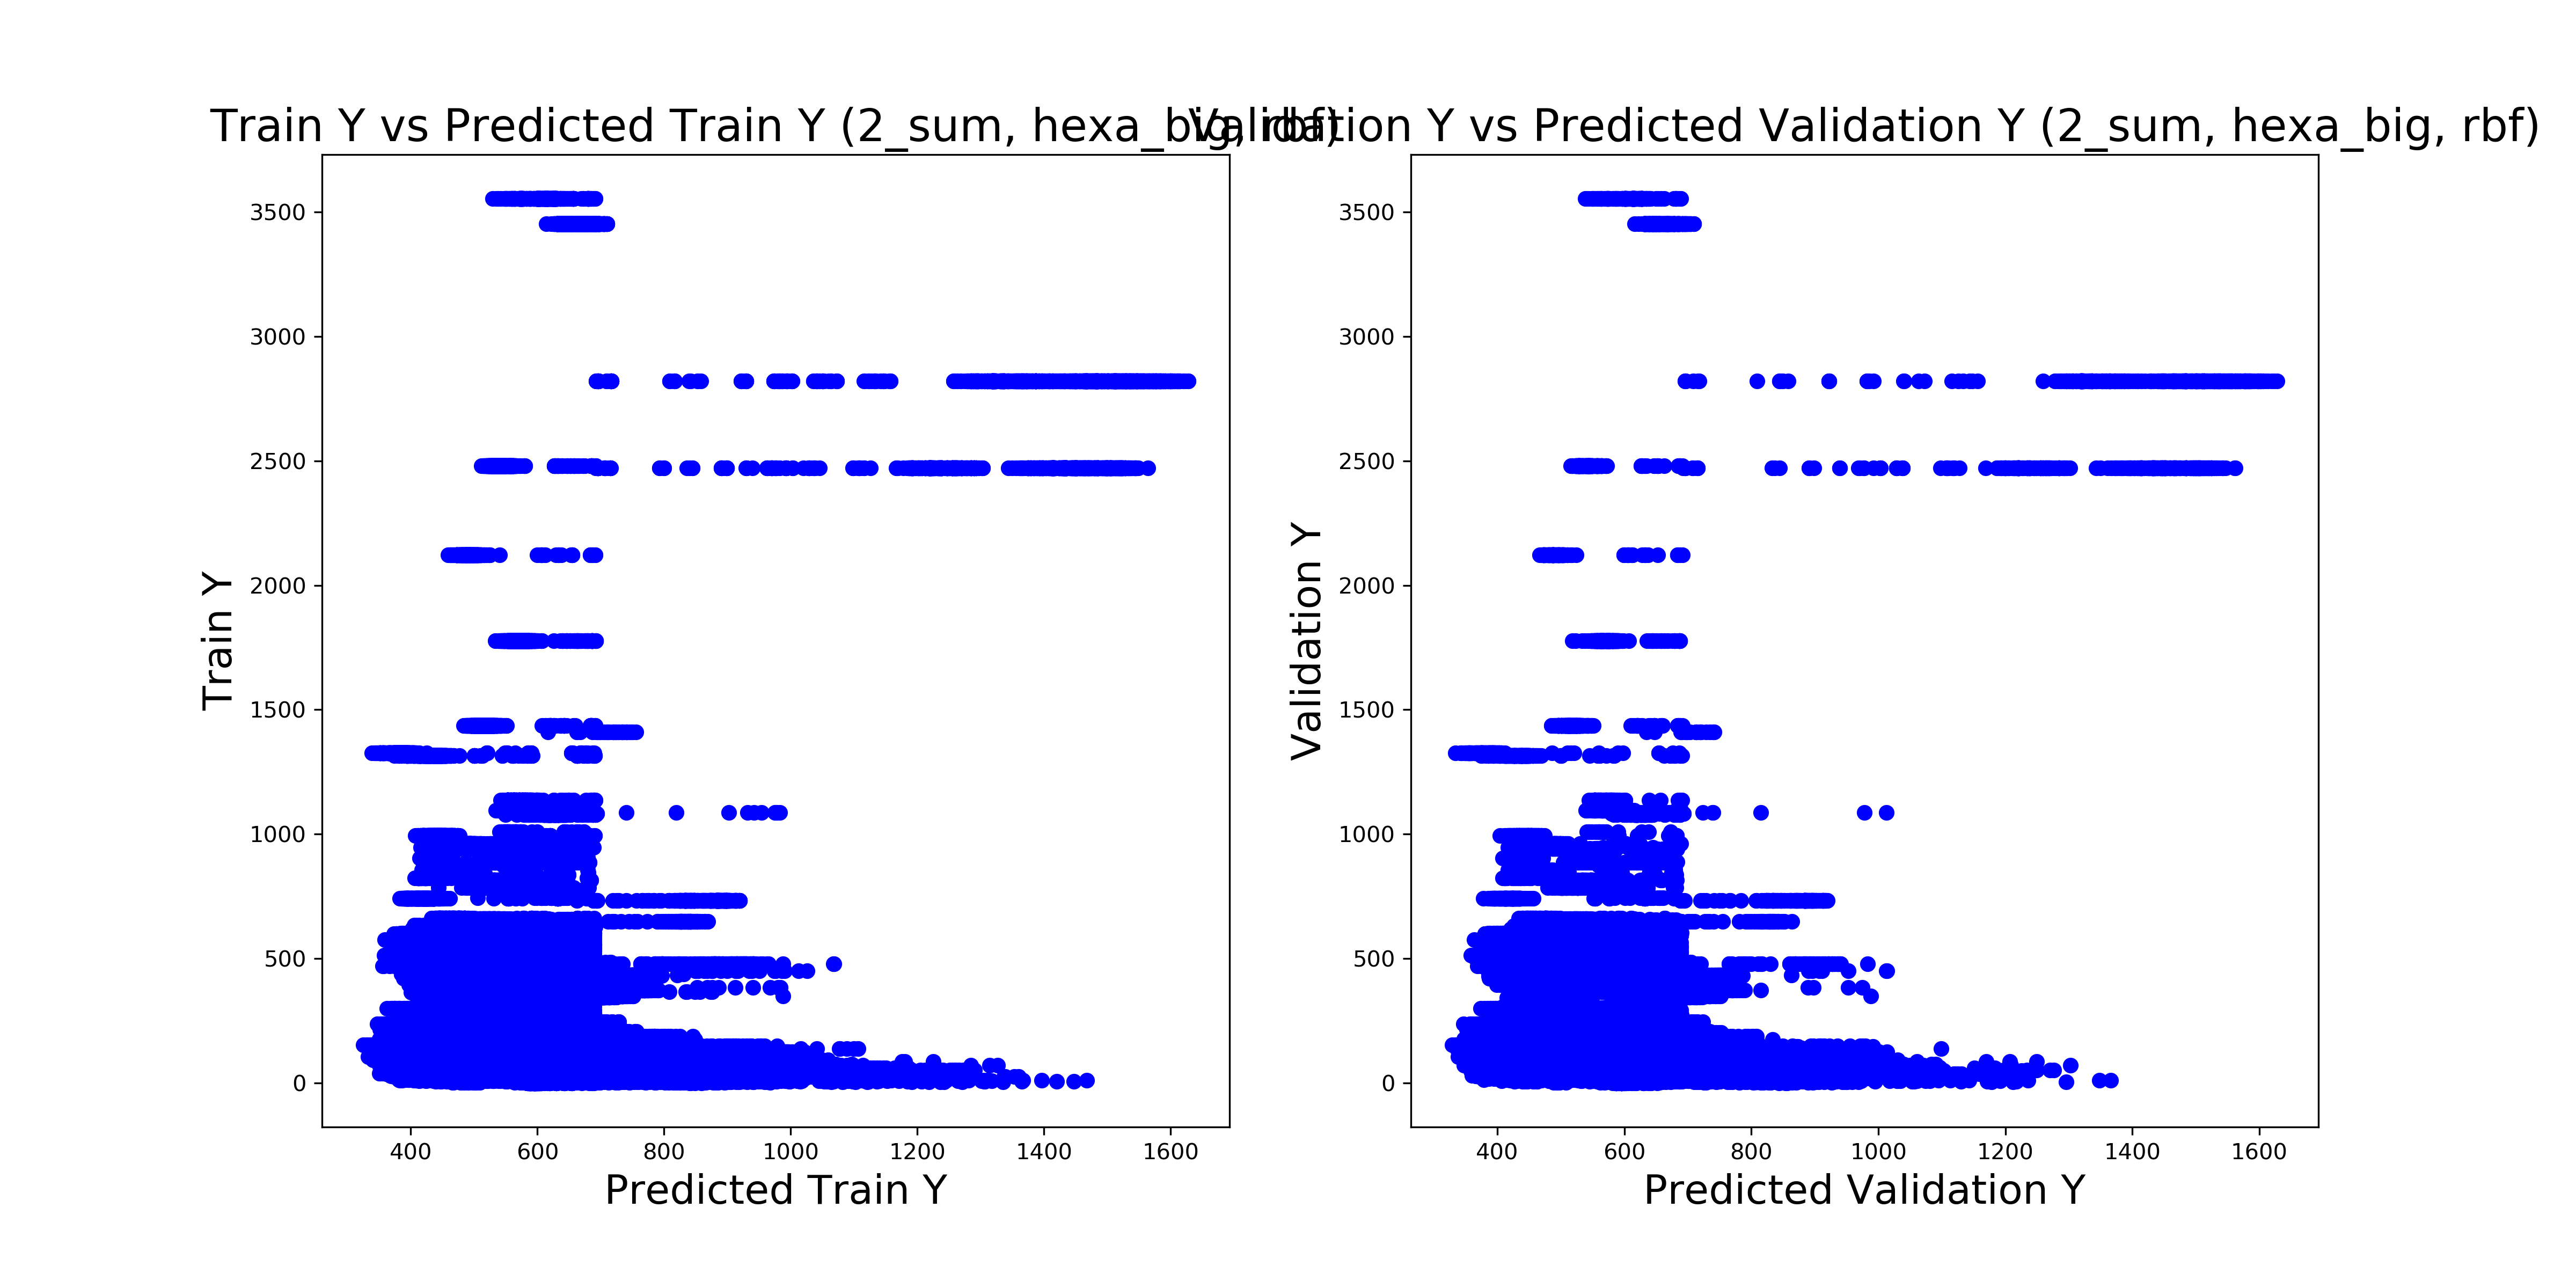 Train Y vs Predicted Train Y (2_sum, hexa_big, rbf)
Validation Y vs Predicted Validation Y (2_sum, hexa_big, rbf)
Train Y
3500
3000
2500
2000
1500
1000
500
0
400 600 800 1000 1200 1400 1600
Predicted Train Y
Validation Y
3500
3000
2500
2000
1500
1000
500
0
400 600 800 1000 1200 1400 1600
Predicted Validation Y